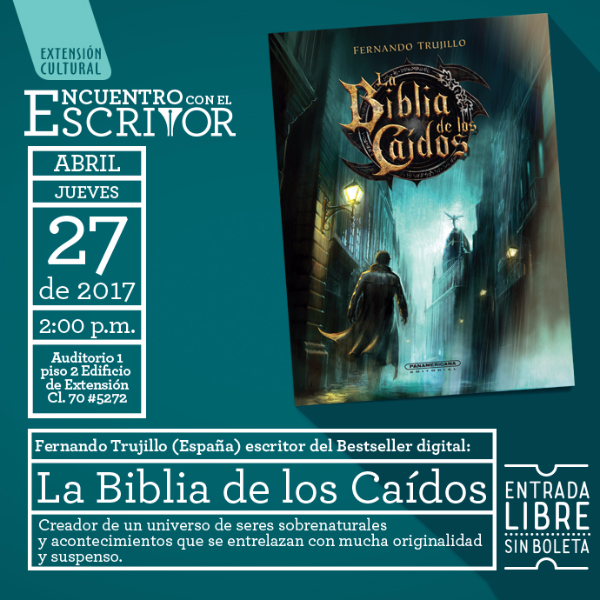 EXTENSIÓN
CULTURAL
ENCUENTRO CON EL
ESCRITOR
ABRIL
JUEVES
27
de 2017
2:00 p.m.
Auditorio 1
piso 2 Edificio
de Extensión
Cl. 70 #5272
FERNANDO TRUJILLO
La
Biblia
de los
Caídos
PANAMERICANA
EDITORIAL
Fernando Trujillo (España) escritor del Bestseller digital:
La Biblia de los Caídos
Creador de un universo de seres sobrenaturales
y acontecimientos que se entrelazan con mucha originalidad
y suspenso.
ENTRADA
LIBRE
SIN BOLETA